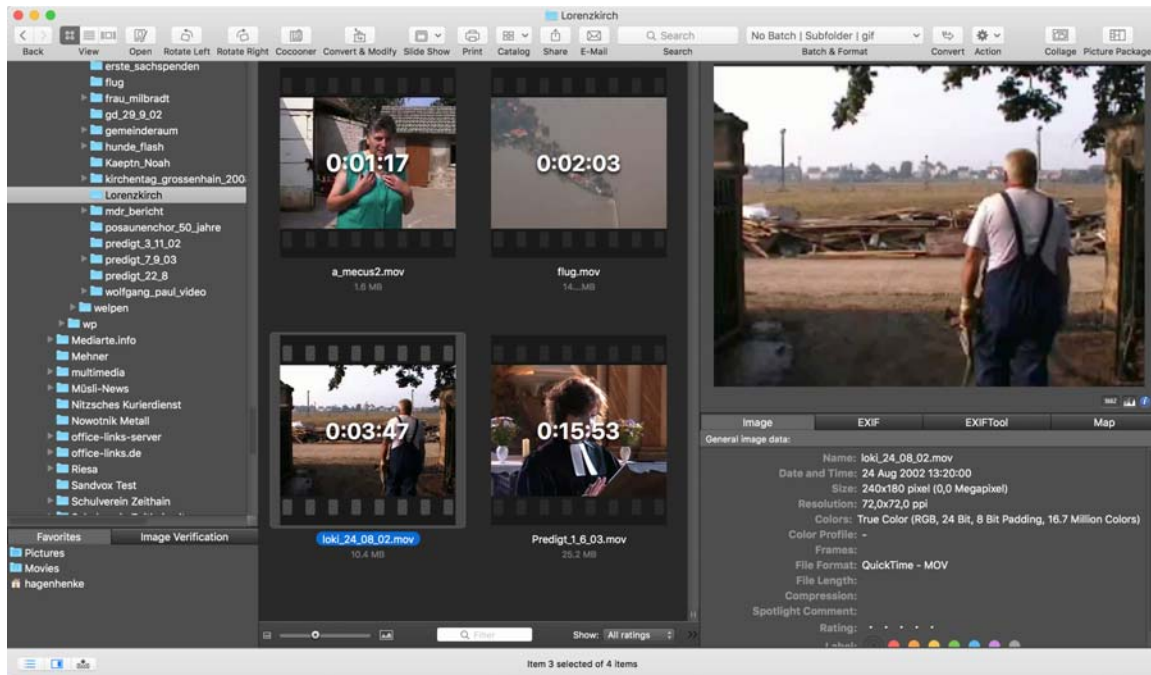 Lorenzkirch
Back View Open Rotate Left Rotate Right Cocooner Convert & Modify Slide Show Print Catalog Share E-Mail Search Batch & Format Convert Action Collage Picture Package
Search
No Batch | Subfolder | gif
erste_sachspenden
flug
frau_milbradt
gd_29_9_02
gemeinderaum
hunde_flash
Kaeptn_Noah
kirchentag_grossenhain_200
Lorenzkirch
mdr_bericht
posaunenchor_50_jahre
predigt_3_11_02
predigt_7_9_03
predigt_22_8
wolfgang_paul_video
welpen
wp
Mediarte.info
Mehner
multimedia
Müsli-News
Nitzsches Kurierdienst
Nowotnik Metall
office-links-server
office-links.de
Riesa
Sandvox Test
Schulverein Zeithain
Favorites Image Verification
Pictures
Movies
hagenhenke
0:01:17
a_mecus2.mov
1.6 MB
0:02:03
flug.mov
14....MB
0:03:47
loki_24_08_02.mov
10.4 MB
0:15:53
Predigt_1_6_03.mov
25.2 MB
Filter
Show: All ratings
Image EXIF EXIFTool Map
General image data:
Name: loki_24_08_02.mov
Date and Time: 24 Aug 2002 13:20:00
Size: 240x180 pixel (0,0 Megapixel)
Resolution: 72,0x72,0 ppi
Colors: True Color (RGB, 24 Bit, 8 Bit Padding, 16.7 Million Colors)
Color Profile: -
Frames:
File Format: QuickTime - MOV
File Length:
Compression:
Spotlight Comment:
Rating: · · · · ·
Label:
Item 3 selected of 4 items